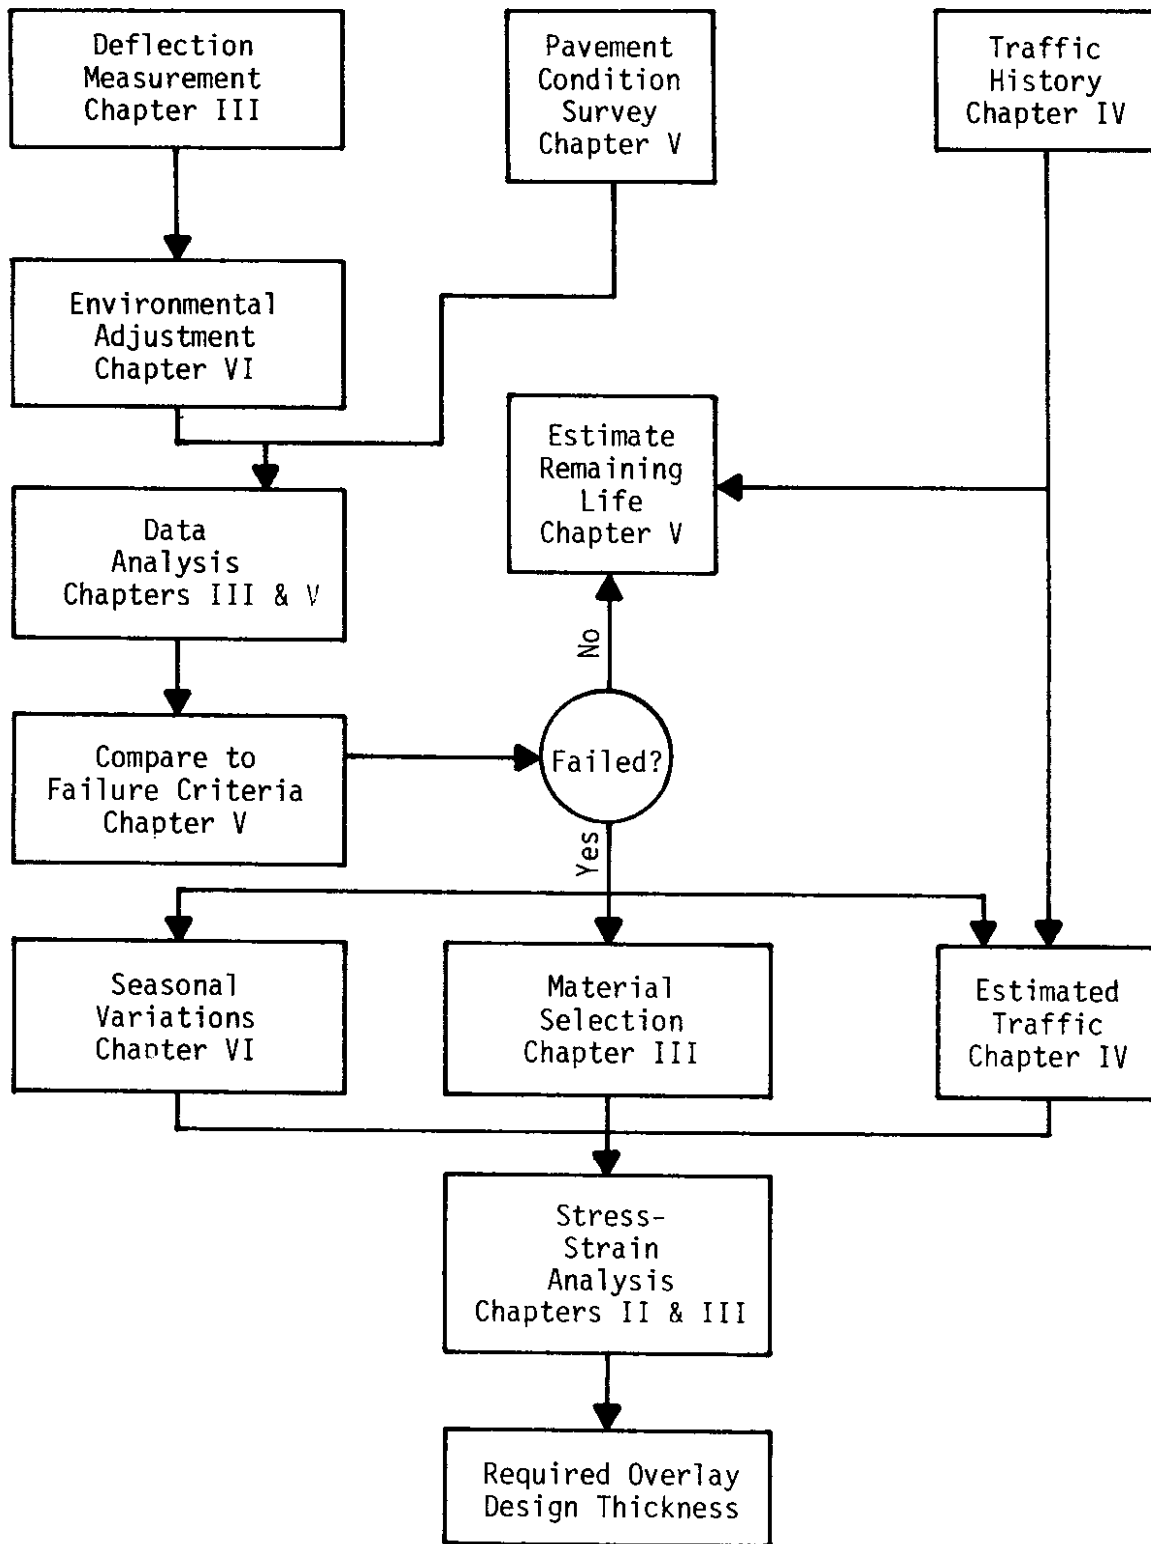 Deflection
Measurement
Chapter III
Pavement
Condition
Survey
Chapter V
Traffic
History
Chapter IV
Environmental
Adjustment
Chapter VI
Estimate
Remaining
Life
Chapter V
Data
Analysis
Chapters III & V
No
Compare to
Failure Criteria
Chapter V
Failed?
Yes
Seasonal
Variations
Chapter VI
Material
Selection
Chapter III
Estimated
Traffic
Chapter IV
Stress-
Strain
Analysis
Chapters II & III
Required Overlay
Design Thickness